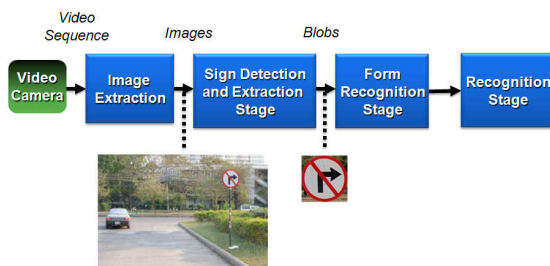 Video
Sequence
Images
Blobs
Video
Camera
Image
Extraction
Sign Detection
and Extraction
Stage
Form
Recognition
Stage
Recognition
Stage